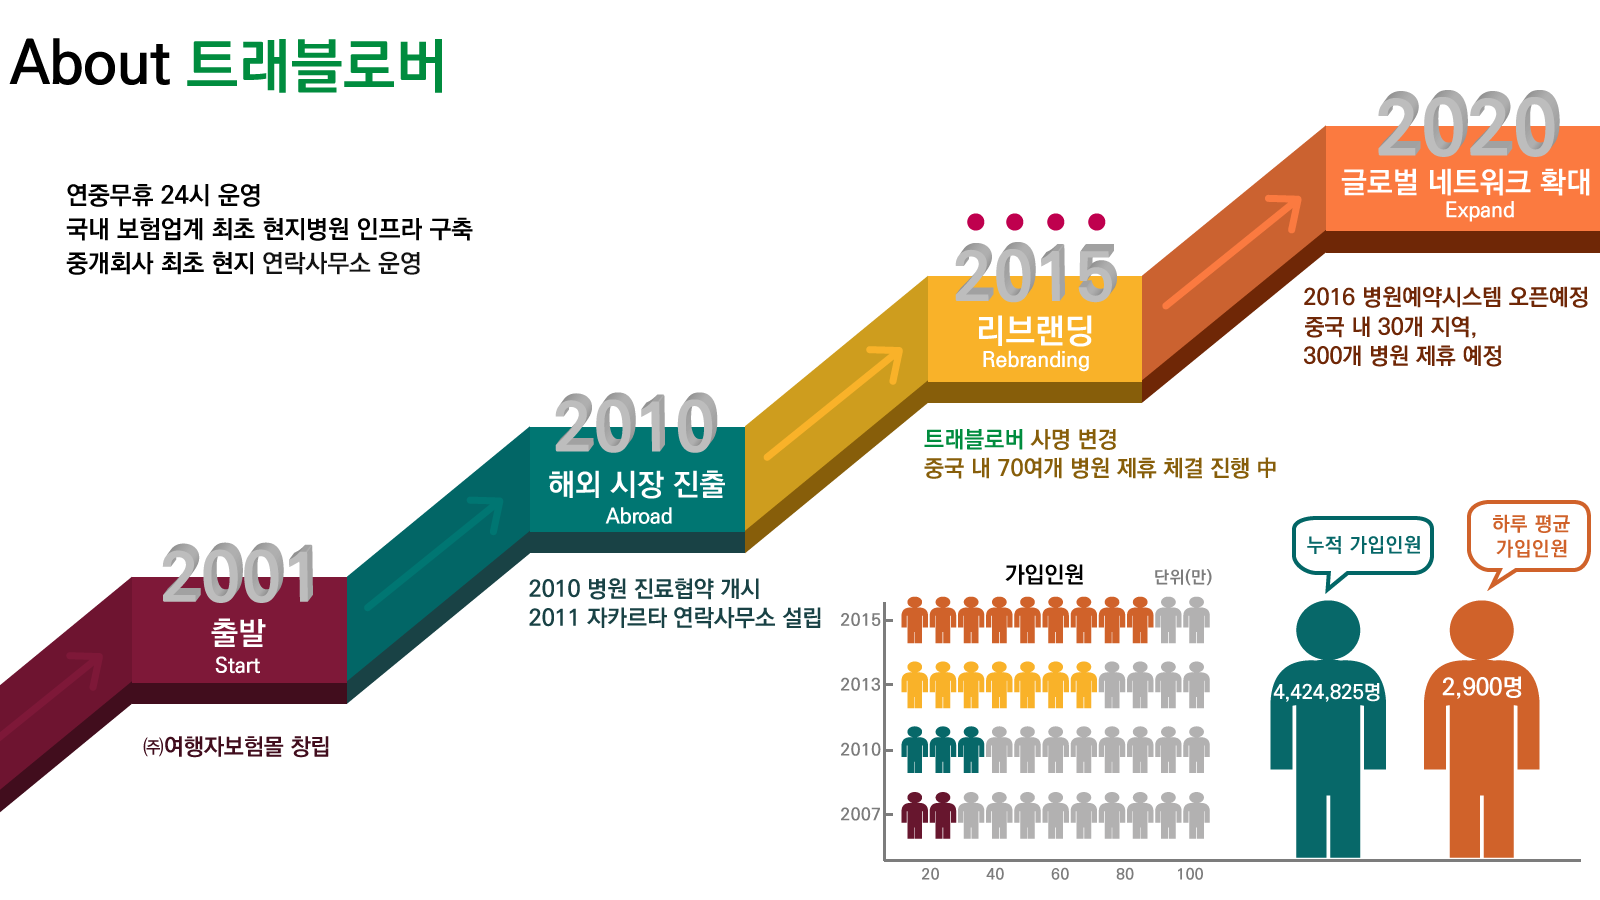 About 트래블로버
연중무휴 24시 운영
국내 보험업계 최초 현지병원 인프라 구축
중개회사 최초 현지 연락사무소 운영
2001
출발
Start
㈜여행자보험몰 창립
2010
해외 시장 진출
Abroad
2010 병원 진료협약 개시
2011 자카르타 연락사무소 설립
2015
리브랜딩
Rebranding
트래블로버 사명 변경
중국 내 70여개 병원 제휴 체결 진행 中
2020
글로벌 네트워크 확대
Expand
2016 병원예약시스템 오픈예정
중국 내 30개 지역,
300개 병원 제휴 예정
가입인원
단위(만)
2015
2013
2010
2007
20 40 60 80 100
누적 가입인원
4,424,825명
하루 평균
가입인원
2,900명